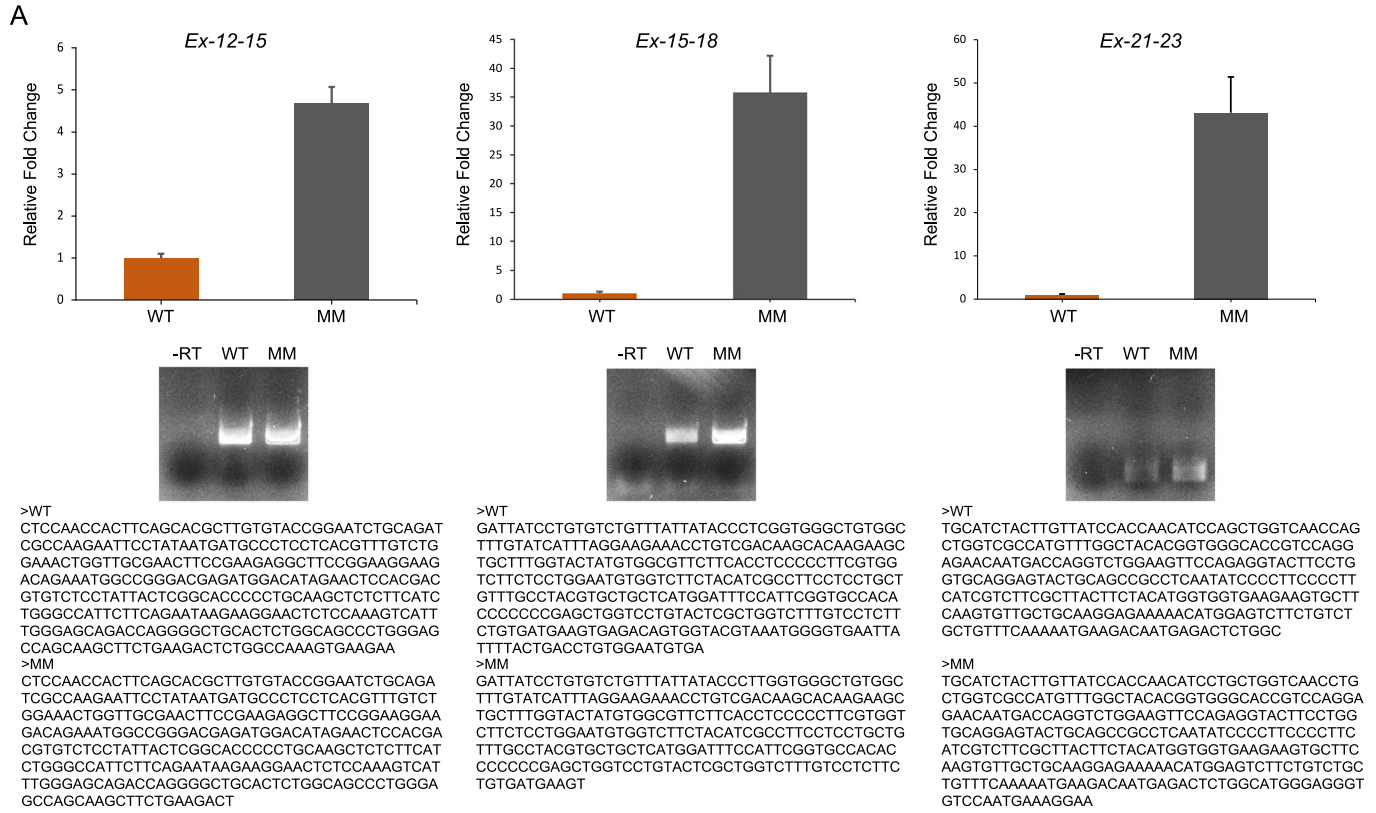 A
Ex-12-15
Relative Fold Change
6
5
4
3
2
1
0
WT MM
Ex-15-18
Relative Fold Change
45
40
35
30
25
20
15
10
5
0
WT MM
Ex-21-23
Relative Fold Change
60
50
40
30
20
10
0
WT MM
-RT WT MM
-RT WT MM
-RT WT MM
>WT
CTCCAACCACTTCAGCACGCTTGTGTACCGGAATCTGCAGAT
CGCCAAGAATTCCTATAATGATGCCCTCCTCACGTTTGTCTG
GAAACTGGTTGCGAACTTCCGAAGAGGCTTCCGGAAGGAAG
ACAGAAATGGCCGGGACGAGATGGACATAGAACTCCACGAC
GTGTCTCCTATTACTCGGCACCCCCTGCAAGCTCTCTTCATC
TGGGCCATTCTTCAGAATAAGAAGGAACTCTCCAAAGTCATT
TGGGAGCAGACCAGGGGCTGCACTCTGGCAGCCCTGGGAG
CCAGCAAGCTTCTGAAGACTCTGGCCAAAGTGAAGAA
>MM
CTCCAACCACTTCAGCACGCTTGTGTACCGGAATCTGCAGA
TCGCCAAGAATTCCTATAATGATGCCCTCCTCACGTTTGTCT
GGAAACTGGTTGCGAACTTCCGAAGAGGCTTCCGGAAGGAA
GACAGAAATGGCCGGGACGAGATGGACATAGAACTCCACGA
CGTGTCTCCTATTACTCGGCACCCCCTGCAAGCTCTCTTCAT
CTGGGCCATTCTTCAGAATAAGAAGGAACTCTCCAAAGTCAT
TTGGGAGCAGACCAGGGGCTGCACTCTGGCAGCCCTGGGA
GCCAGCAAGCTTCTGAAGACT
>WT
GATTATCCTGTGTCTGTTTATTATACCCTCGGTGGGCTGTGGC
TTTGTATCATTTAGGAAGAAACCTGTCGACAAGCACAAGAAGC
TGCTTTGGTACTATGTGGCGTTCTTCACCTCCCCCTTCGTGG
TCTTCTCCTGGAATGTGGTCTTCTACATCGCCTTCCTCCTGCT
GTTTGCCTACGTGCTGCTCATGGATTTCCATTCGGTGCCACA
CCCCCCCGAGCTGGTCCTGTACTCGCTGGTCTTTGTCCTCTT
CTGTGATGAAGTGAGACAGTGGTACGTAAATGGGGTGAATTA
TTTTACTGACCTGTGGAATGTGA
>MM
GATTATCCTGTGTCTGTTTATTATACCCTTGGTGGGCTGTGGC
TTTGTATCATTTAGGAAGAAACCTGTCGACAAGCACAAGAAGC
TGCTTTGGTACTATGTGGCGTTCTTCACCTCCCCCTTCGTGGT
CTTCTCCTGGAATGTGGTCTTCTACATCGCCTTCCTCCTGCTG
TTTGCCTACGTGCTGCTCATGGATTTCCATTCGGTGCCACAC
CCCCCCGAGCTGGTCCTGTACTCGCTGGTCTTTGTCCTCTTC
TGTGATGAAGT
>WT
TGCATCTACTTGTTATCCACCAACATCCAGCTGGTCAACCAG
CTGGTCGCCATGTTTGGCTACACGGTGGGCACCGTCCAGG
AGAACAATGACCAGGTCTGGAAGTTCCAGAGGTACTTCCTG
GTGCAGGAGTACTGCAGCCGCCTCAATATCCCCTTCCCCTT
CATCGTCTTCGCTTACTTCTACATGGTGGTGAAGAAGTGCTT
CAAGTGTTGCTGCAAGGAGAAAAACATGGAGTCTTCTGTCT
GCTGTTTCAAAAATGAAGACAATGAGACTCTGGC
>MM
TGCATCTACTTGTTATCCACCAACATCCTGCTGGTCAACCTG
CTGGTCGCCATGTTTGGCTACACGGTGGGCACCGTCCAGGA
GAACAATGACCAGGTCTGGAAGTTCCAGAGGTACTTCCTGG
TGCAGGAGTACTGCAGCCGCCTCAATATCCCCTTCCCCTTC
ATCGTCTTCGCTTACTTCTACATGGTGGTGAAGAAGTGCTTC
AAGTGTTGCTGCAAGGAGAAAAACATGGAGTCTTCTGTCTGC
TGTTTCAAAAATGAAGACAATGAGACTCTGGCATGGGAGGGT
GTCCAATGAAAGGAA